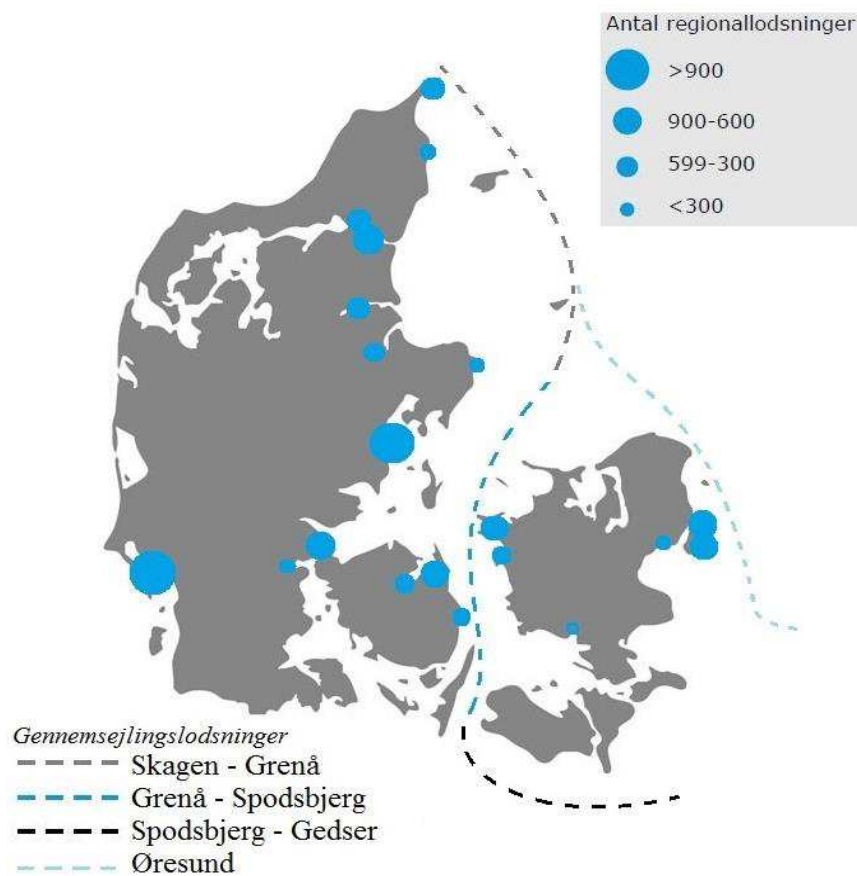 Antal regionallodsninger
>900
900-600
599-300
<300
Gennemsejlingslodsninger
Skagen - Grenå
Grenå - Spodsbjerg
Spodsbjerg - Gedser
Øresund